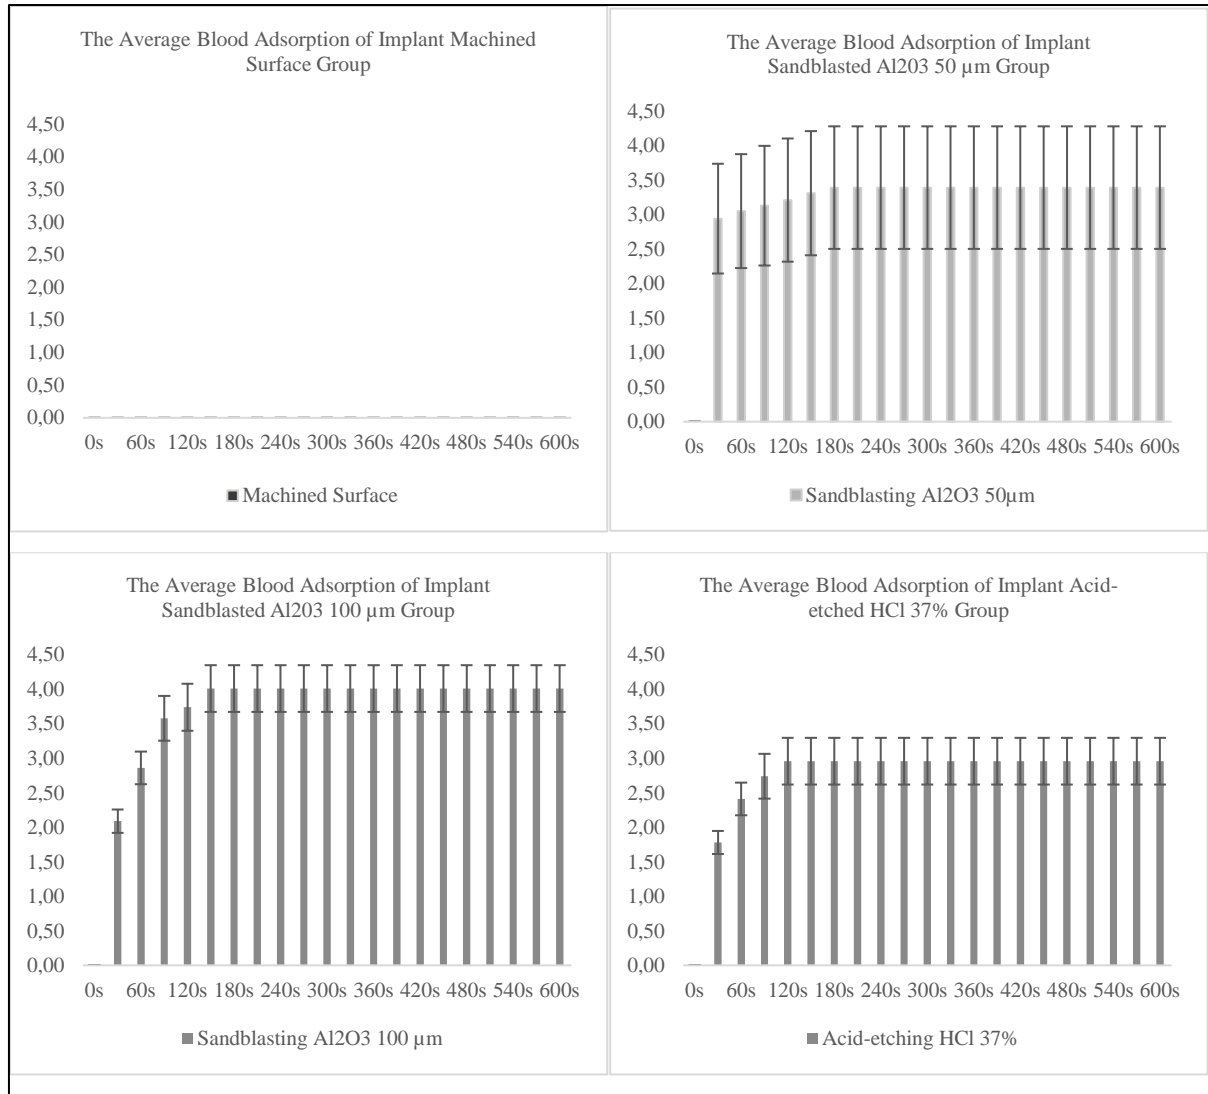 The Average Blood Adsorption of Implant Machined
Surface Group
4,50
4,00
3,50
3,00
2,50
2,00
1,50
1,00
0,50
0,00
0s 60s 120s 180s 240s 300s 360s 420s 480s 540s 600s
Machined Surface
The Average Blood Adsorption of Implant
Sandblasted Al203 50 µm Group
4,50
4,00
3,50
3,00
2,50
2,00
1,50
1,00
0,50
0,00
0s 60s 120s 180s 240s 300s 360s 420s 480s 540s 600s
Sandblasting Al2O3 50µm
The Average Blood Adsorption of Implant
Sandblasted Al203 100 µm Group
4,50
4,00
3,50
3,00
2,50
2,00
1,50
1,00
0,50
0,00
0s 60s 120s 180s 240s 300s 360s 420s 480s 540s 600s
Sandblasting Al2O3 100 µm
The Average Blood Adsorption of Implant Acid-
etched HCl 37% Group
4,50
4,00
3,50
3,00
2,50
2,00
1,50
1,00
0,50
0,00
0s 60s 120s 180s 240s 300s 360s 420s 480s 540s 600s
Acid-etching HCl 37%